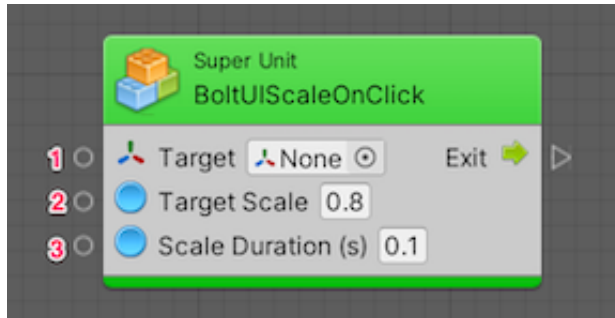 Super Unit
BoltUIScaleOnClick
1 Target None Exit
2 Target Scale 0.8
3 Scale Duration (s) 0.1